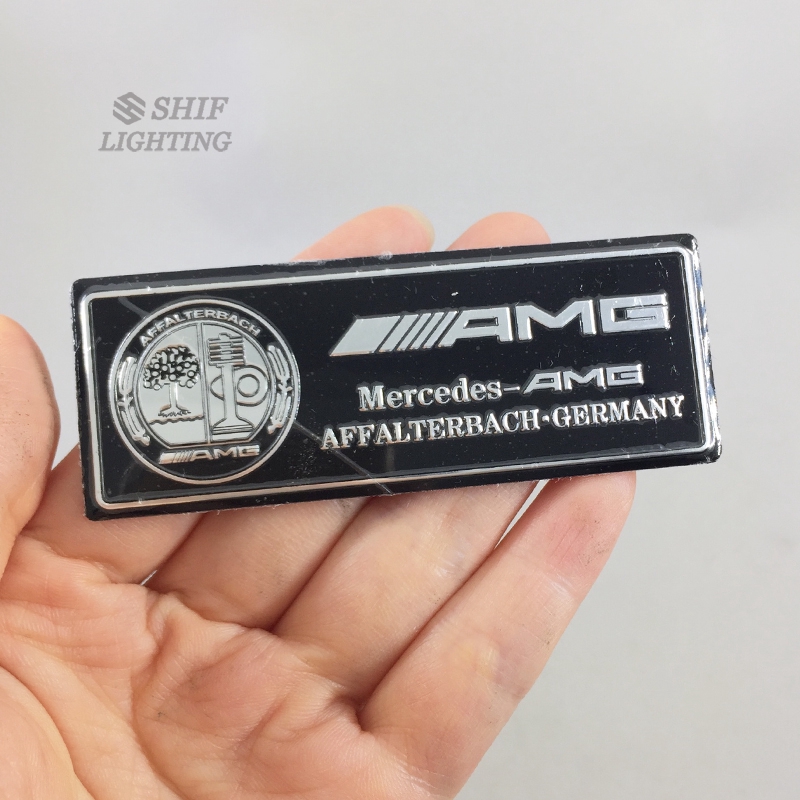 SHIF
LIGHTING
AFFALTERBACH
AMG
AMG
Mercedes-AMG
AFFALTERBACH·GERMANY